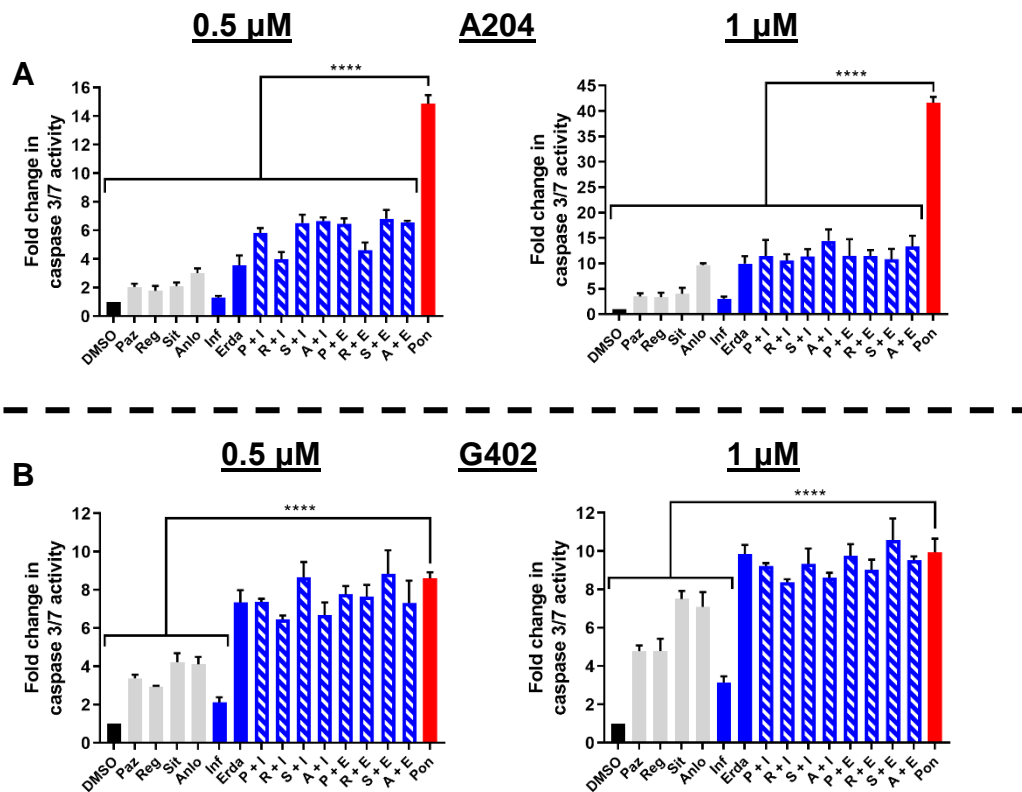 0.5 µM A204 1 µM
A
Fold change in
caspase 3/7 activity
16
14
12
10
8
6
4
2
0
****
DMSO Paz Reg Sit Anlo Inf Erda P + I R + I S + I A + I P + E R + E S + E A + E Pon
Fold change in
caspase 3/7 activity
45
40
35
30
25
20
15
10
5
0
****
DMSO Paz Reg Sit Anlo Inf Erda P + I R + I S + I A + I P + E R + E S + E A + E Pon
0.5 µM G402 1 µM
B
Fold change in
caspase 3/7 activity
12
10
8
6
4
2
0
****
DMSO Paz Reg Sit Anlo Inf Erda P + I R + I S + I A + I P + E R + E S + E A + E Pon
Fold change in
caspase 3/7 activity
12
10
8
6
4
2
0
****
DMSO Paz Reg Sit Anlo Inf Erda P + I R + I S + I A + I P + E R + E S + E A + E Pon